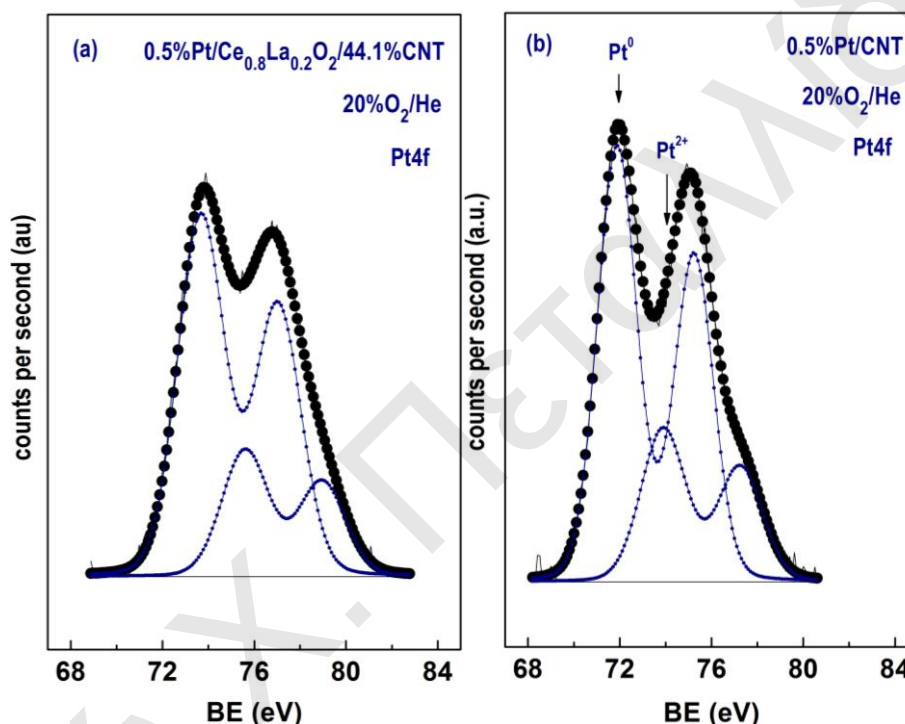 (a) 0.5%Pt/Ce₀.₈La₀.₂O₂/44.1%CNT
20%O₂/He
Pt4f
counts per second (au)
68 72 76 80 84
BE (eV)
(b) 0.5%Pt/CNT
Pt⁰
20%O₂/He
Pt²⁺
Pt4f
counts per second (a.u.)
68 72 76 80 84
BE (eV)
Χ. Πεταλλ